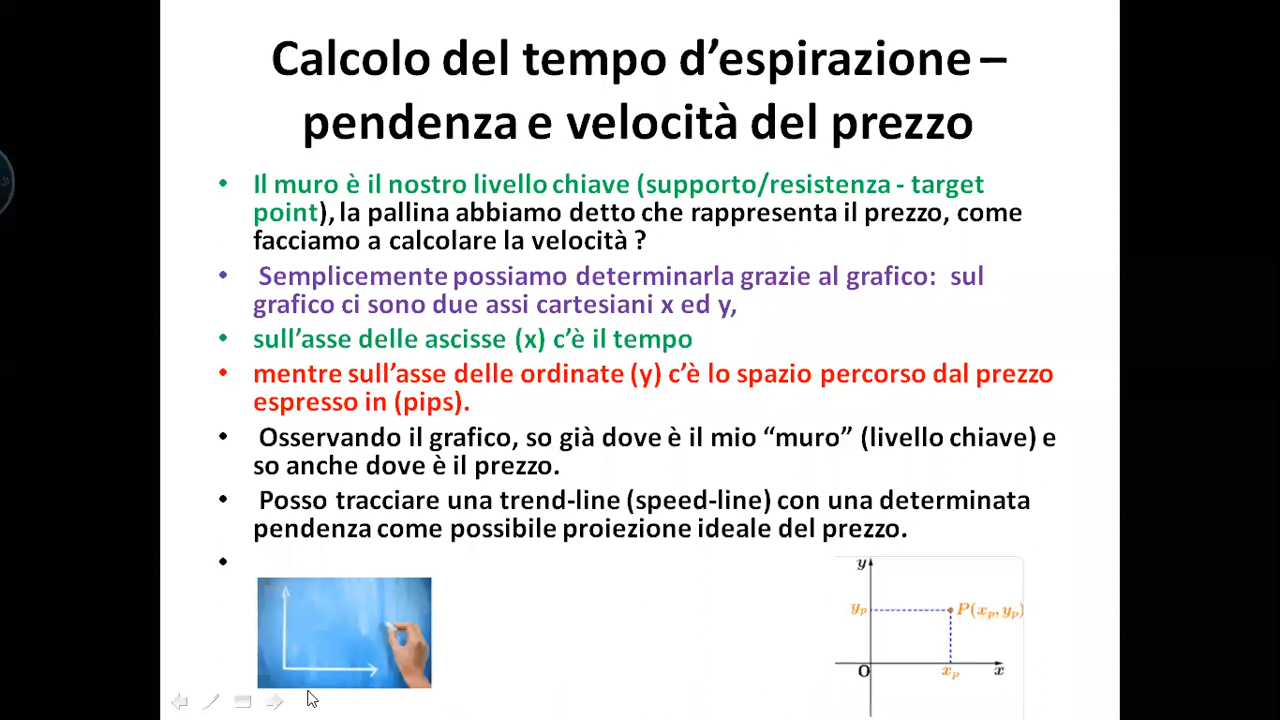 Calcolo del tempo d’espirazione –
pendenza e velocità del prezzo
• Il muro è il nostro livello chiave (supporto/resistenza - target
point), la pallina abbiamo detto che rappresenta il prezzo, come
facciamo a calcolare la velocità ?
• Semplicemente possiamo determinarla grazie al grafico: sul
grafico ci sono due assi cartesiani x ed y,
• sull’asse delle ascisse (x) c’è il tempo
• mentre sull’asse delle ordinate (y) c’è lo spazio percorso dal prezzo
espresso in (pips).
• Osservando il grafico, so già dove è il mio “muro” (livello chiave) e
so anche dove è il prezzo.
• Posso tracciare una trend-line (speed-line) con una determinata
pendenza come possibile proiezione ideale del prezzo.
•
y
yₚ P(xₚ, yₚ)
O xₚ x